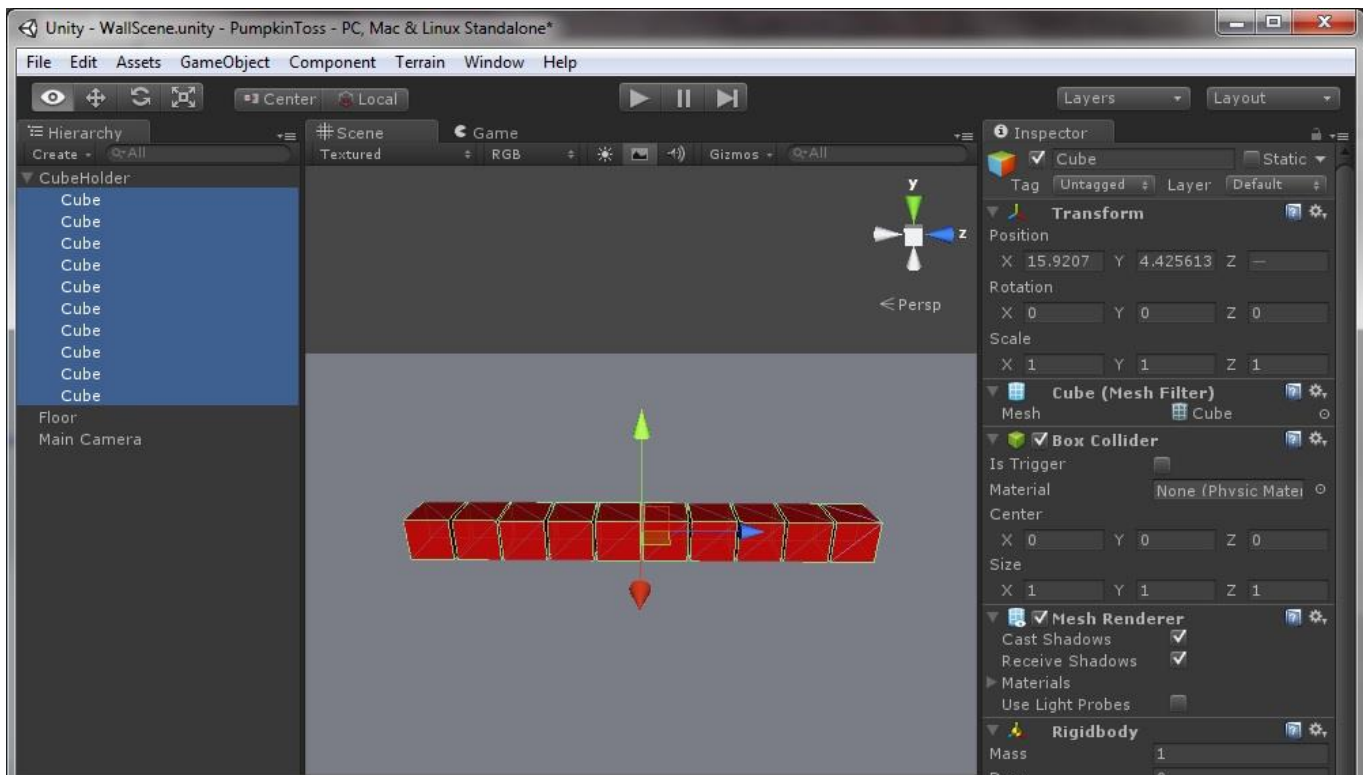 Unity - WallScene.unity - PumpkinToss - PC, Mac & Linux Standalone*
File Edit Assets GameObject Component Terrain Window Help
Center Local
Layers Layout
Hierarchy
Create All
CubeHolder
Cube
Cube
Cube
Cube
Cube
Cube
Cube
Cube
Cube
Cube
Floor
Main Camera
Scene Game
Textured RGB Gizmos All
y
z
Persp
Inspector
Cube Static
Tag Untagged Layer Default
Transform
Position
X 15.9207 Y 4.425613 Z —
Rotation
X 0 Y 0 Z 0
Scale
X 1 Y 1 Z 1
Cube (Mesh Filter)
Mesh Cube
Box Collider
Is Trigger
Material None (Physic Mater
Center
X 0 Y 0 Z 0
Size
X 1 Y 1 Z 1
Mesh Renderer
Cast Shadows
Receive Shadows
Materials
Use Light Probes
Rigidbody
Mass 1